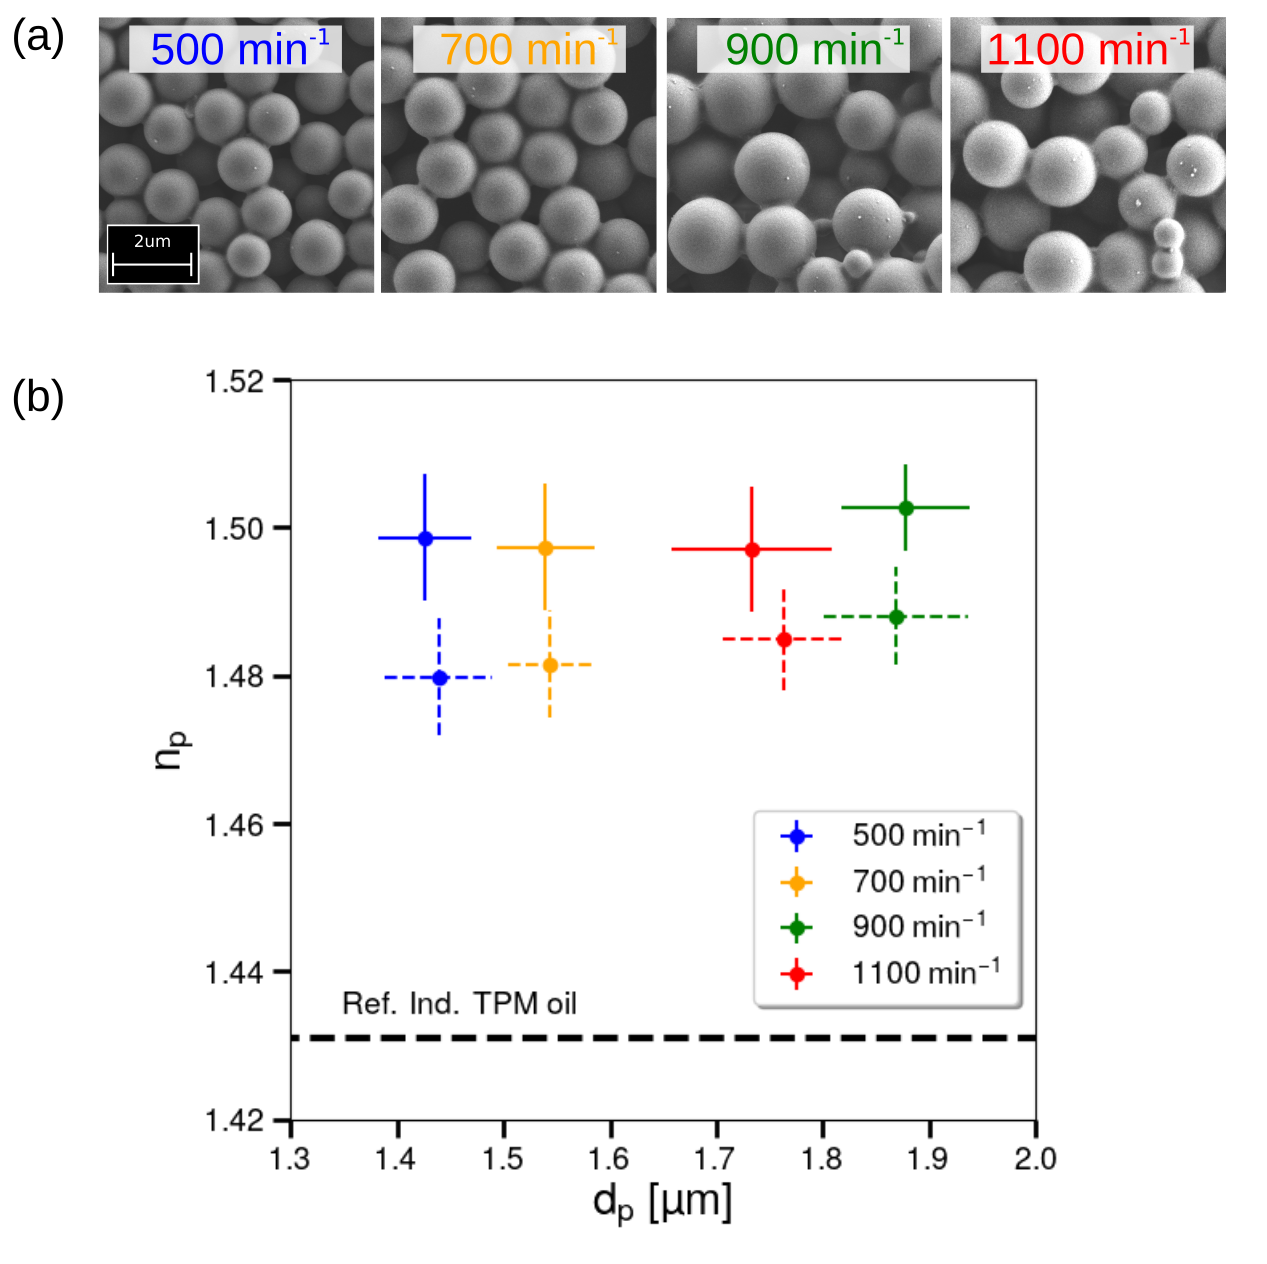 (a)
500 min⁻¹
700 min⁻¹
900 min⁻¹
1100 min⁻¹
2um
(b)
1.52
1.50
1.48
1.46
1.44
1.42
nₚ
500 min⁻¹
700 min⁻¹
900 min⁻¹
1100 min⁻¹
Ref. Ind. TPM oil
1.3 1.4 1.5 1.6 1.7 1.8 1.9 2.0
dₚ [µm]